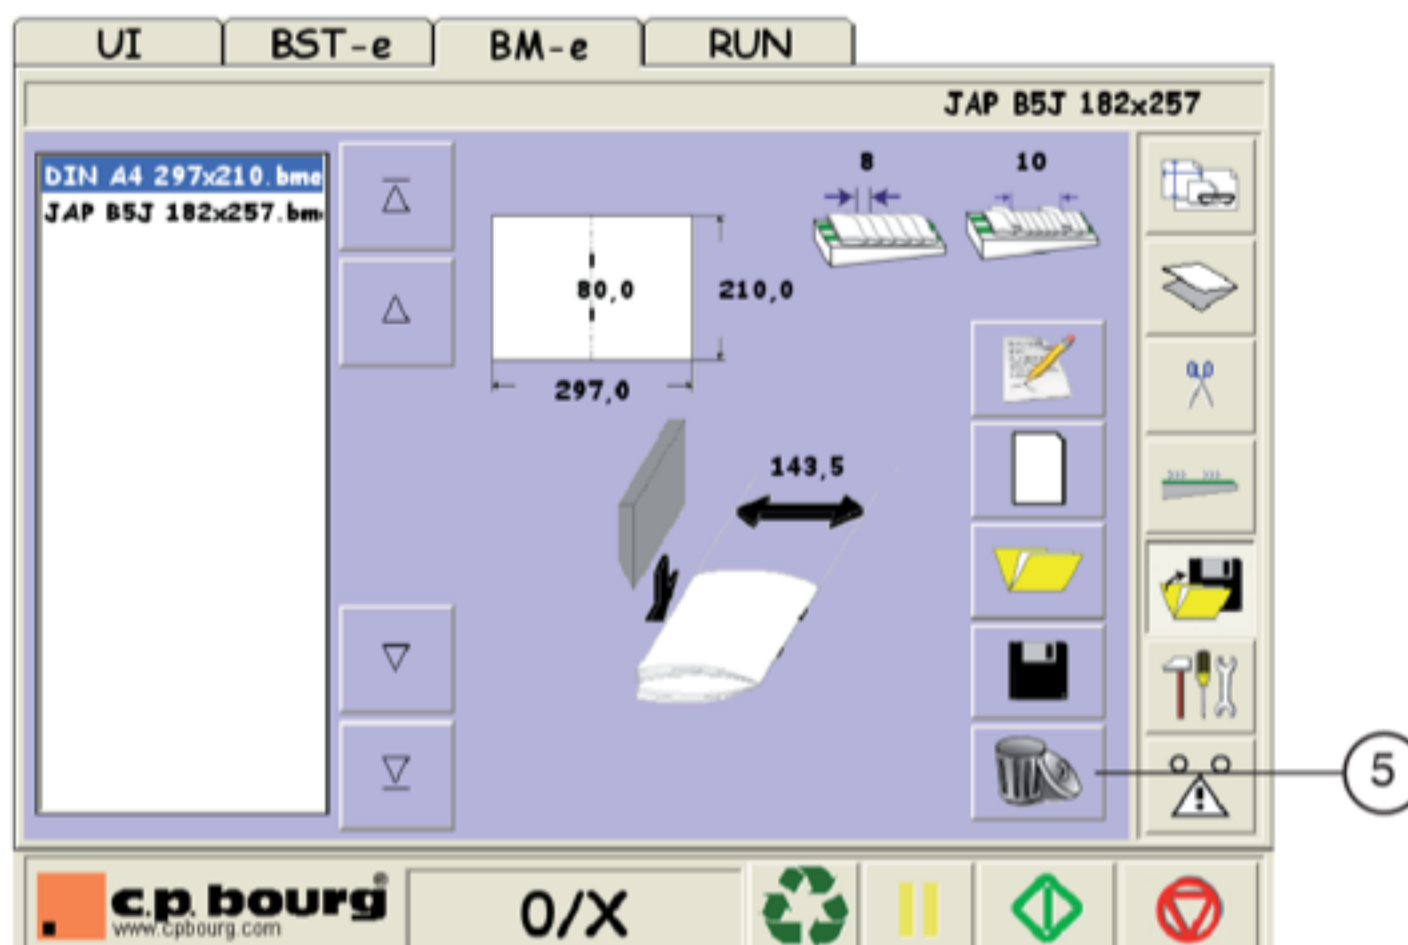 UI BST-e BM-e RUN
JAP B5J 182x257
DIN A4 297x210.bme
JAP B5J 182x257.bm
8 10
80,0 210,0
297,0
143,5
5
c.p. bourg®
www.cpbourg.com
0/X